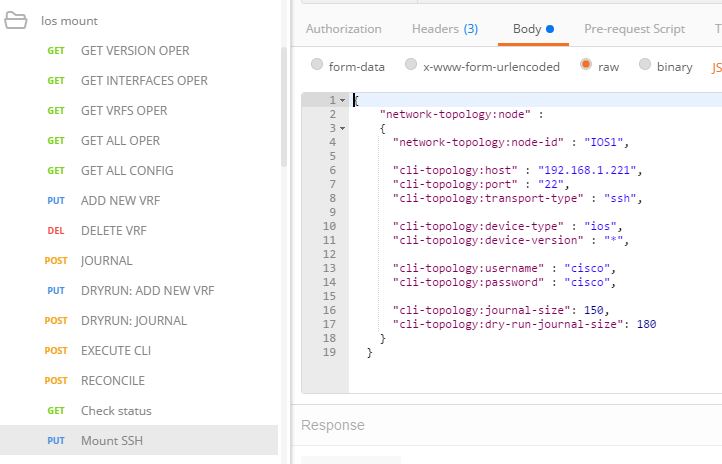 Ios mount
GET GET VERSION OPER
GET GET INTERFACES OPER
GET GET VRFS OPER
GET GET ALL OPER
GET GET ALL CONFIG
PUT ADD NEW VRF
DEL DELETE VRF
POST JOURNAL
PUT DRYRUN: ADD NEW VRF
POST DRYRUN: JOURNAL
POST EXECUTE CLI
POST RECONCILE
GET Check status
PUT Mount SSH
Authorization Headers (3) Body Pre-request Script T
form-data x-www-form-urlencoded raw binary JS
1 {
2 "network-topology:node" :
3 {
4 "network-topology:node-id" : "IOS1",
5
6 "cli-topology:host" : "192.168.1.221",
7 "cli-topology:port" : "22",
8 "cli-topology:transport-type" : "ssh",
9
10 "cli-topology:device-type" : "ios",
11 "cli-topology:device-version" : "*",
12
13 "cli-topology:username" : "cisco",
14 "cli-topology:password" : "cisco",
15
16 "cli-topology:journal-size": 150,
17 "cli-topology:dry-run-journal-size": 180
18 }
19 }
Response